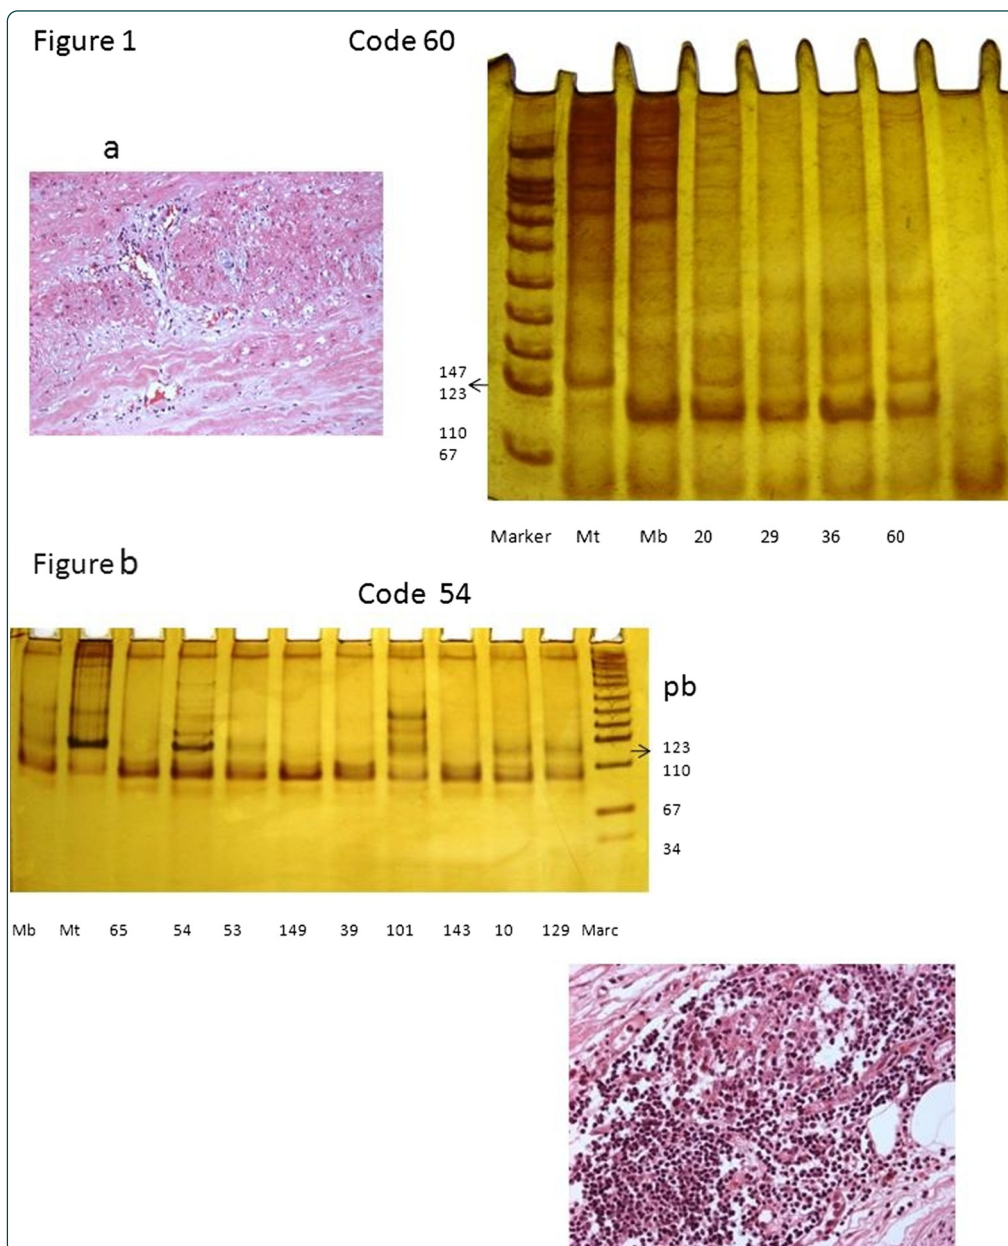 Figure 1
Code 60
a
147
123
110
67
Marker Mt Mb 20 29 36 60
Figure b
Code 54
pb
123
110
67
34
Mb Mt 65 54 53 149 39 101 143 10 129 Marc